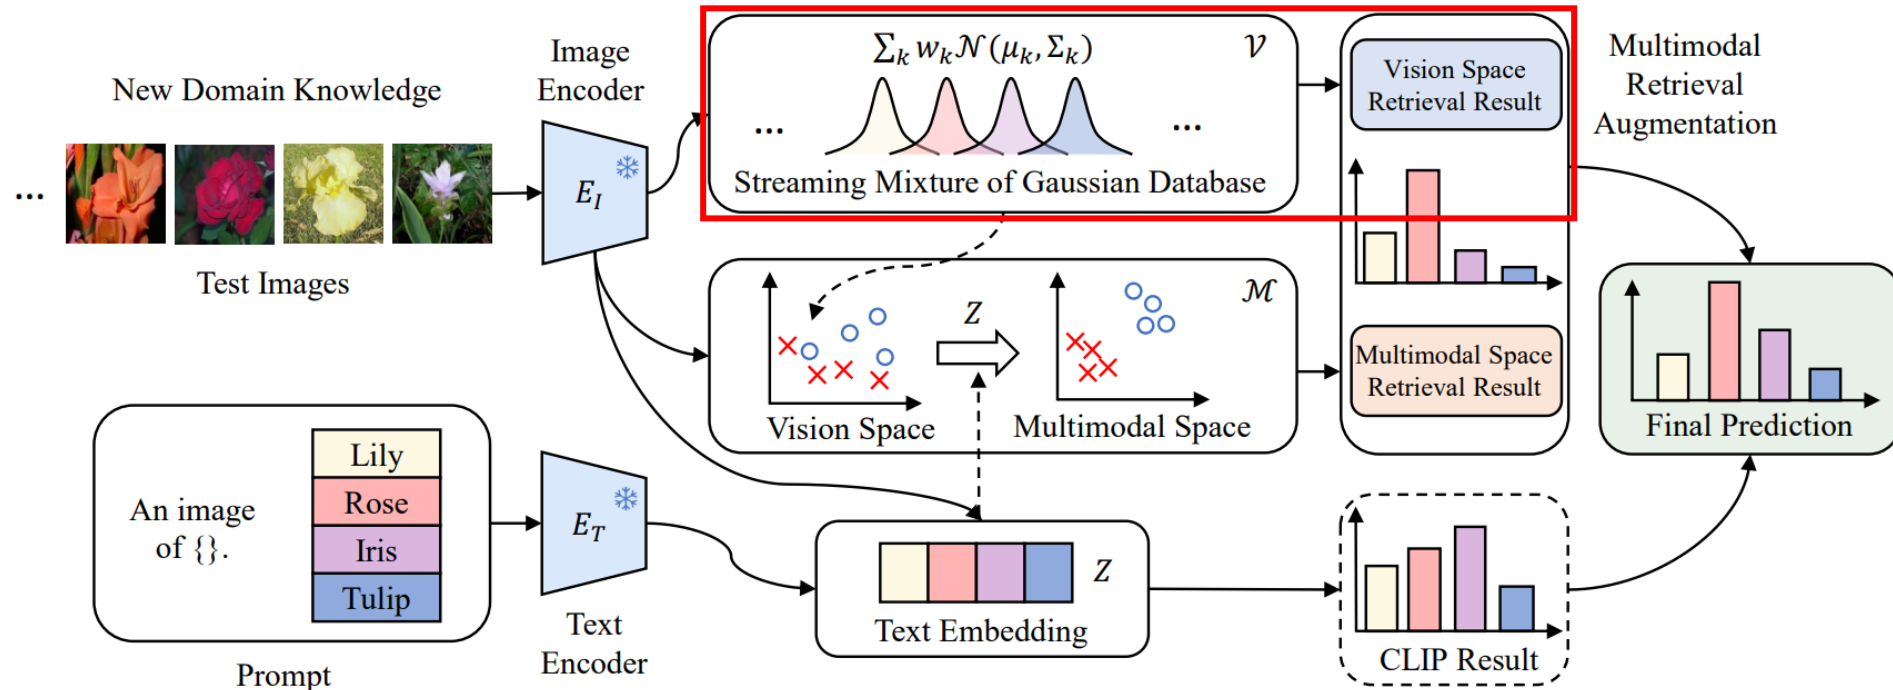 New Domain Knowledge
...
Test Images
Image
Encoder
E_I
∑_k w_k 𝒩(μ_k, Σ_k)
𝒱
...
...
Streaming Mixture of Gaussian Database
Vision Space
Retrieval Result
Multimodal
Retrieval
Augmentation
ℳ
Z
Vision Space
Multimodal Space
Multimodal Space
Retrieval Result
Final Prediction
An image
of {}.
Lily
Rose
Iris
Tulip
Prompt
E_T
Text
Encoder
Z
Text Embedding
CLIP Result